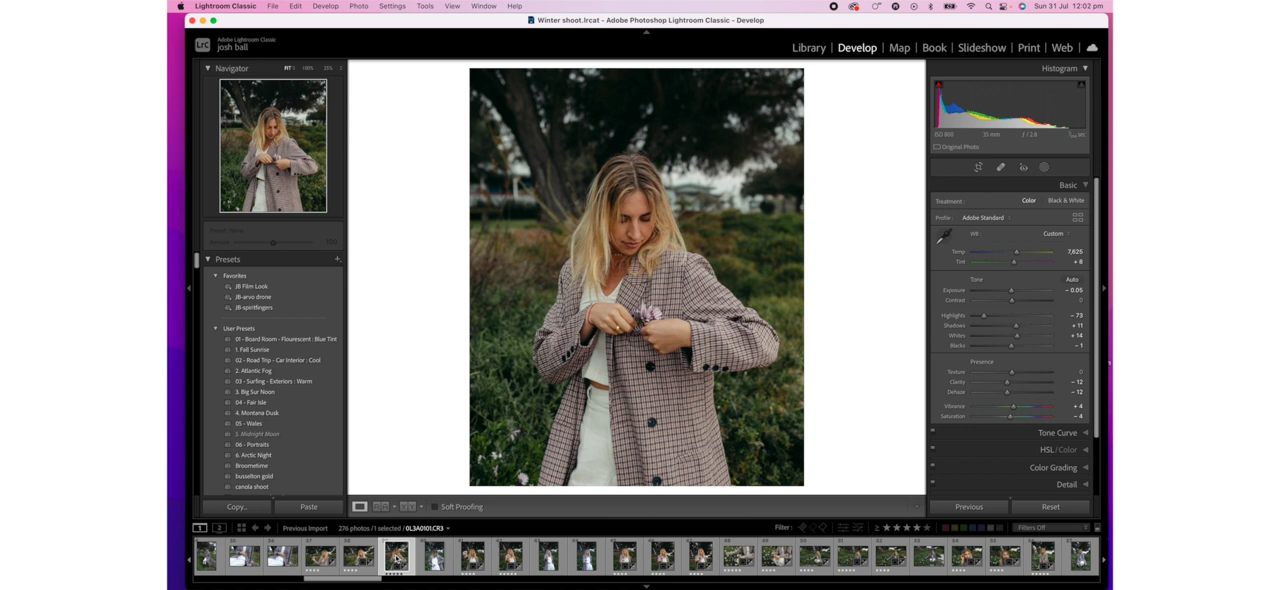 Lightroom Classic File Edit Develop Photo Settings Tools View Window Help Sun 31 Jul 12:02 pm
Winter shoot.lrcat - Adobe Photoshop Lightroom Classic - Develop
LrC Adobe Lightroom Classic
josh ball
Library | Develop | Map | Book | Slideshow | Print | Web
Navigator FIT 100% 25%
Presets
Favorites
JB Film Look
JB-arvo drone
JB-spiritfingers
User Presets
01 - Board Room - Flourescent : Blue Tint
1. Fall Sunrise
02 - Road Trip - Car Interior : Cool
2. Atlantic Fog
03 - Surfing - Exteriors : Warm
3. Big Sur Noon
04 - Fair Isle
4. Montana Dusk
05 - Wales
5. Midnight Moon
06 - Portraits
6. Arctic Night
Broometime
busselton gold
canola shoot
Copy... Paste
Soft Proofing
Histogram
ISO 800 35 mm ƒ / 2.8
Original Photo
Basic
Treatment : Color Black & White
Profile : Adobe Standard
WB : Custom
Temp 7,625
Tint + 8
Tone Auto
Exposure - 0.05
Contrast 0
Highlights - 73
Shadows + 11
Whites + 14
Blacks - 1
Presence
Texture 0
Clarity - 12
Dehaze - 12
Vibrance + 4
Saturation - 4
Tone Curve
HSL / Color
Color Grading
Detail
Previous Reset
1 2 Previous Import 276 photos / 1 selected / 0L3A0101.CR3 Filter : ≥ ★★★★★ Filters Off